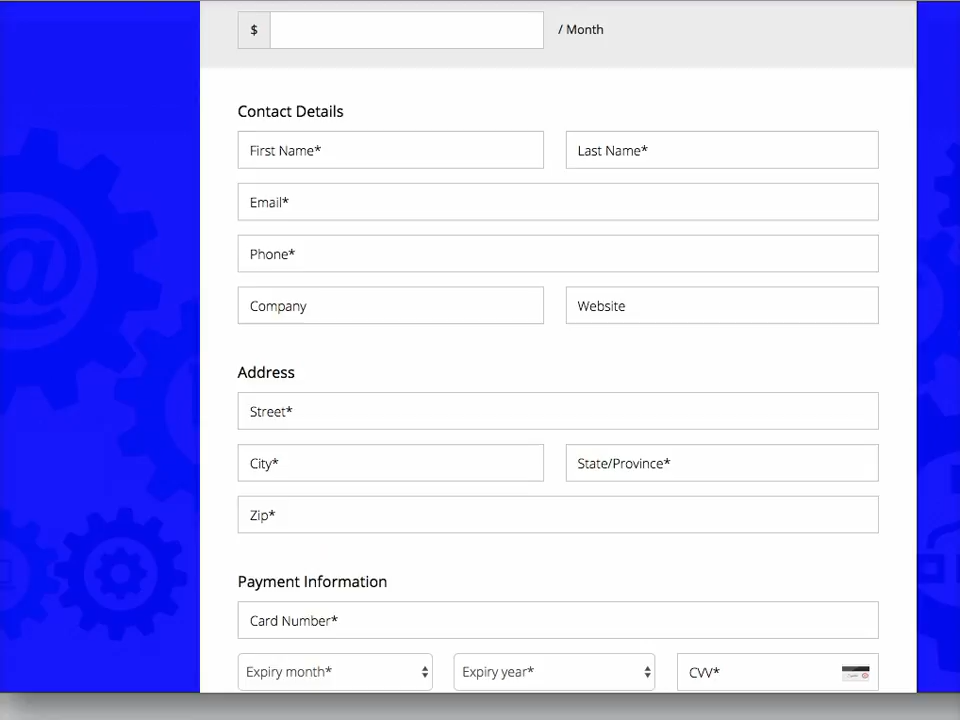 $ / Month
Contact Details
First Name* Last Name*
Email*
Phone*
Company Website
Address
Street*
City* State/Province*
Zip*
Payment Information
Card Number*
Expiry month* Expiry year* CVV*